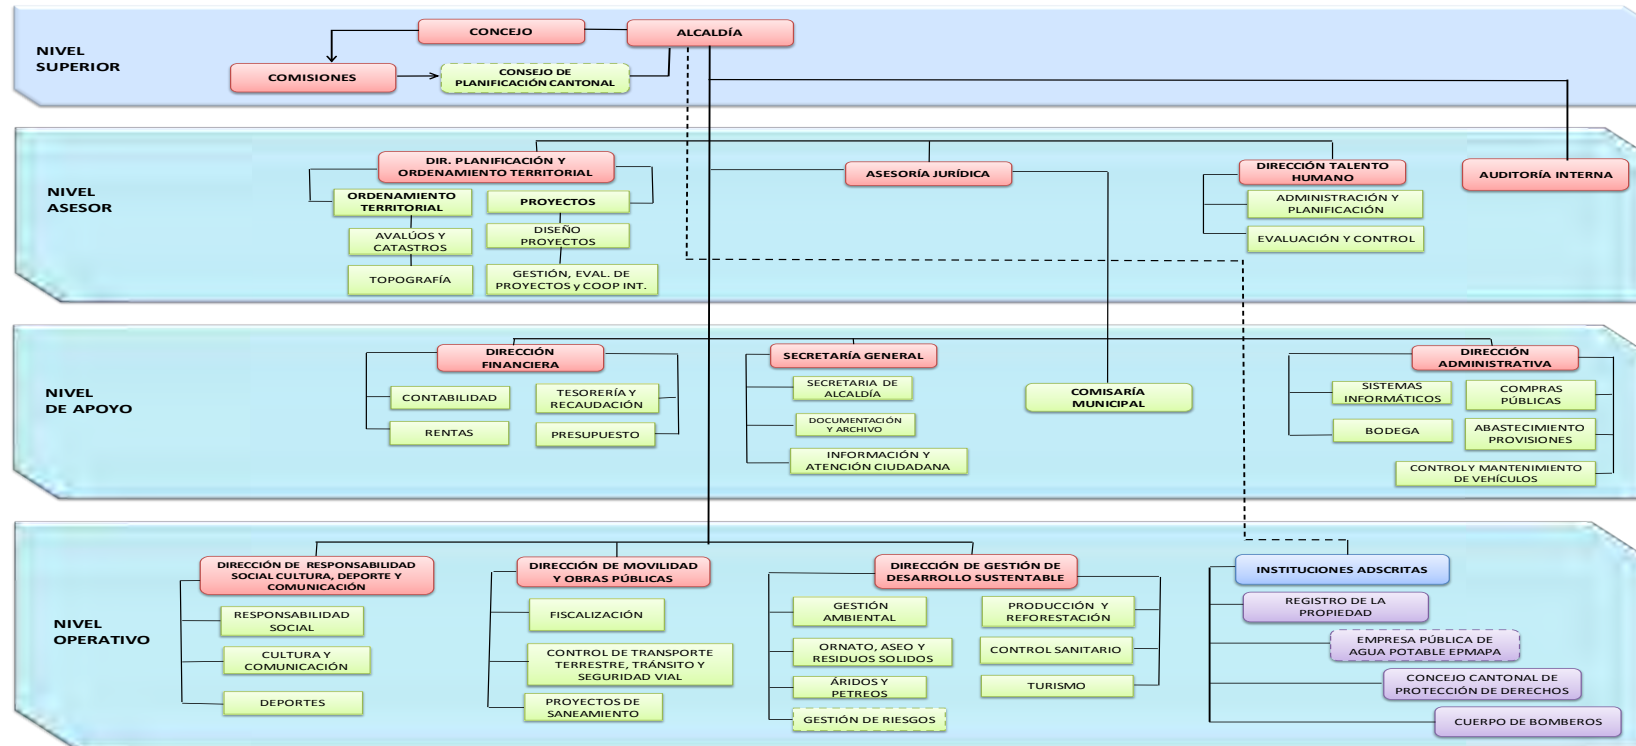 NIVEL
SUPERIOR
CONCEJO
ALCALDÍA
COMISIONES
CONSEJO DE
PLANIFICACIÓN CANTONAL
NIVEL
ASESOR
DIR. PLANIFICACIÓN Y
ORDENAMIENTO TERRITORIAL
ORDENAMIENTO
TERRITORIAL
AVALÚOS Y
CATASTROS
TOPOGRAFÍA
PROYECTOS
DISEÑO
PROYECTOS
GESTIÓN, EVAL. DE
PROYECTOS y COOP INT.
ASESORÍA JURÍDICA
DIRECCIÓN TALENTO
HUMANO
ADMINISTRACIÓN Y
PLANIFICACIÓN
EVALUACIÓN Y CONTROL
AUDITORÍA INTERNA
NIVEL
DE APOYO
DIRECCIÓN
FINANCIERA
CONTABILIDAD
RENTAS
TESORERÍA Y
RECAUDACIÓN
PRESUPUESTO
SECRETARÍA GENERAL
SECRETARIA DE
ALCALDÍA
DOCUMENTACIÓN
Y ARCHIVO
INFORMACIÓN Y
ATENCIÓN CIUDADANA
COMISARÍA
MUNICIPAL
DIRECCIÓN
ADMINISTRATIVA
SISTEMAS
INFORMÁTICOS
BODEGA
COMPRAS
PÚBLICAS
ABASTECIMIENTO
PROVISIONES
CONTROL Y MANTENIMIENTO
DE VEHÍCULOS
NIVEL
OPERATIVO
DIRECCIÓN DE RESPONSABILIDAD
SOCIAL CULTURA, DEPORTE Y
COMUNICACIÓN
RESPONSABILIDAD
SOCIAL
CULTURA Y
COMUNICACIÓN
DEPORTES
DIRECCIÓN DE MOVILIDAD
Y OBRAS PÚBLICAS
FISCALIZACIÓN
CONTROL DE TRANSPORTE
TERRESTRE, TRÁNSITO Y
SEGURIDAD VIAL
PROYECTOS DE
SANEAMIENTO
DIRECCIÓN DE GESTIÓN DE
DESARROLLO SUSTENTABLE
GESTIÓN
AMBIENTAL
ORNATO, ASEO Y
RESIDUOS SOLIDOS
ÁRIDOS Y
PETREOS
GESTIÓN DE RIESGOS
PRODUCCIÓN Y
REFORESTACIÓN
CONTROL SANITARIO
TURISMO
INSTITUCIONES ADSCRITAS
REGISTRO DE LA
PROPIEDAD
EMPRESA PÚBLICA DE
AGUA POTABLE EPMAPA
CONCEJO CANTONAL DE
PROTECCIÓN DE DERECHOS
CUERPO DE BOMBEROS